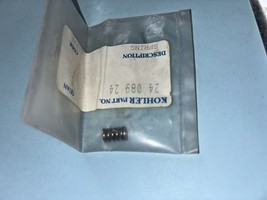 KOHLER PART NO.
24 089 24
DESCRIPTION
SPRING